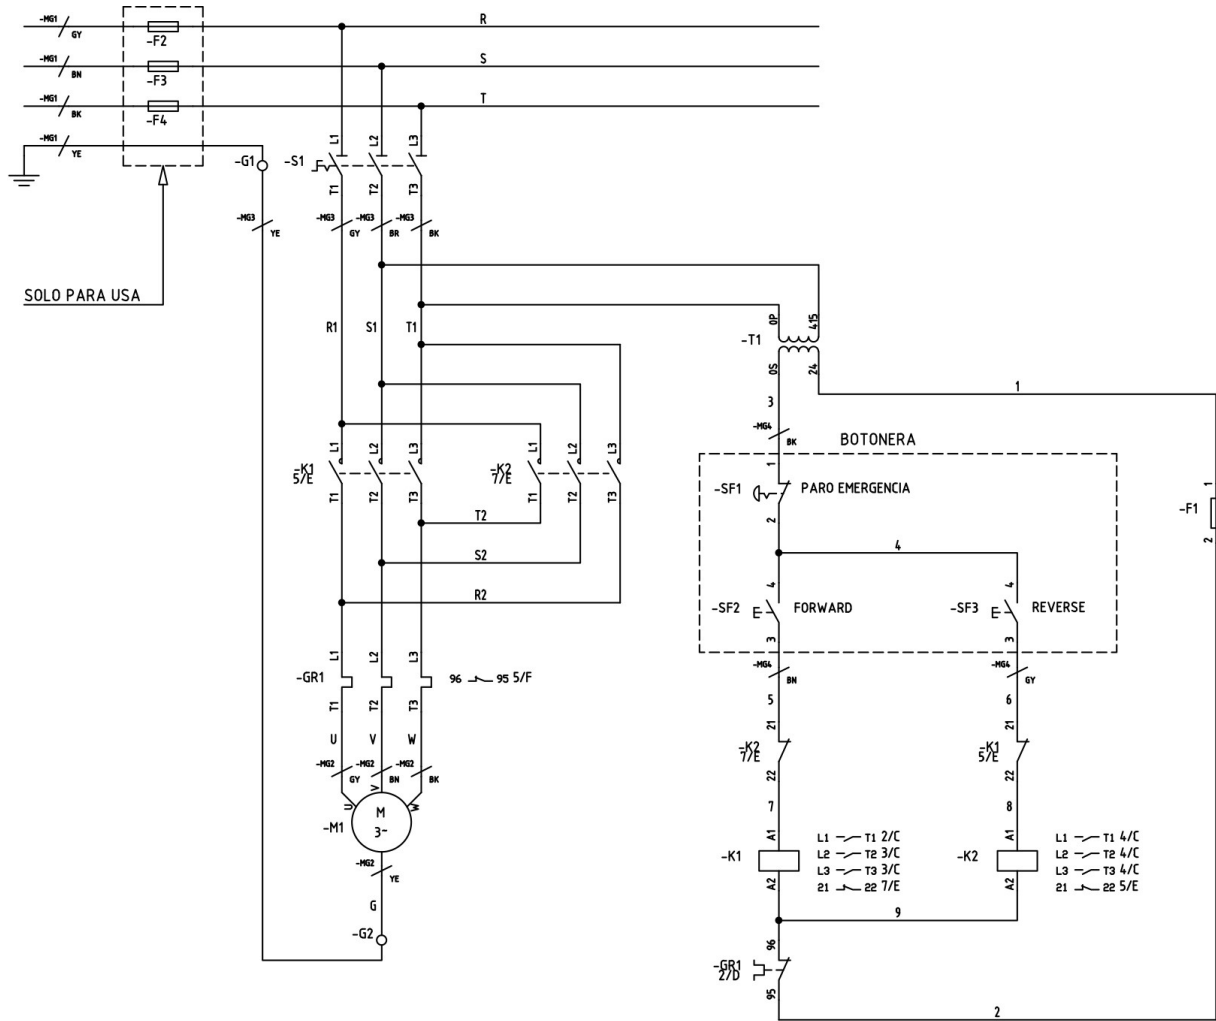 -MG1
GY
-F2
R
-MG1
BN
-F3
S
-MG1
BK
-F4
T
-MG1
YE
-G1
-S1
L1
L2
L3
T1
T2
T3
-MG3
YE
-MG3
GY
-MG3
BR
-MG3
BK
SOLO PARA USA
R1
S1
T1
-T1
0P
415
0S
24
1
3
-MG4
BK
BOTONERA
-K1
5/E
L1
L2
L3
T1
T2
T3
-K2
7/E
L1
L2
L3
T1
T2
T3
1
-SF1
PARO EMERGENCIA
2
-F1
1
2
T2
S2
R2
4
4
-SF2
FORWARD
3
4
-SF3
REVERSE
3
-GR1
L1
L2
L3
T1
T2
T3
96 95 5/F
-MG4
BN
-MG4
GY
5
6
U
V
W
21
-K2
7/E
22
21
-K1
5/E
22
-MG2
GY
-MG2
BN
-MG2
BK
U
V
W
-M1
M
3~
7
8
A1
-K1
A2
L1 T1 2/C
L2 T2 3/C
L3 T3 3/C
21 22 7/E
A1
-K2
A2
L1 T1 4/C
L2 T2 4/C
L3 T3 4/C
21 22 5/E
-MG2
YE
G
-G2
9
96
-GR1
2/D
95
2